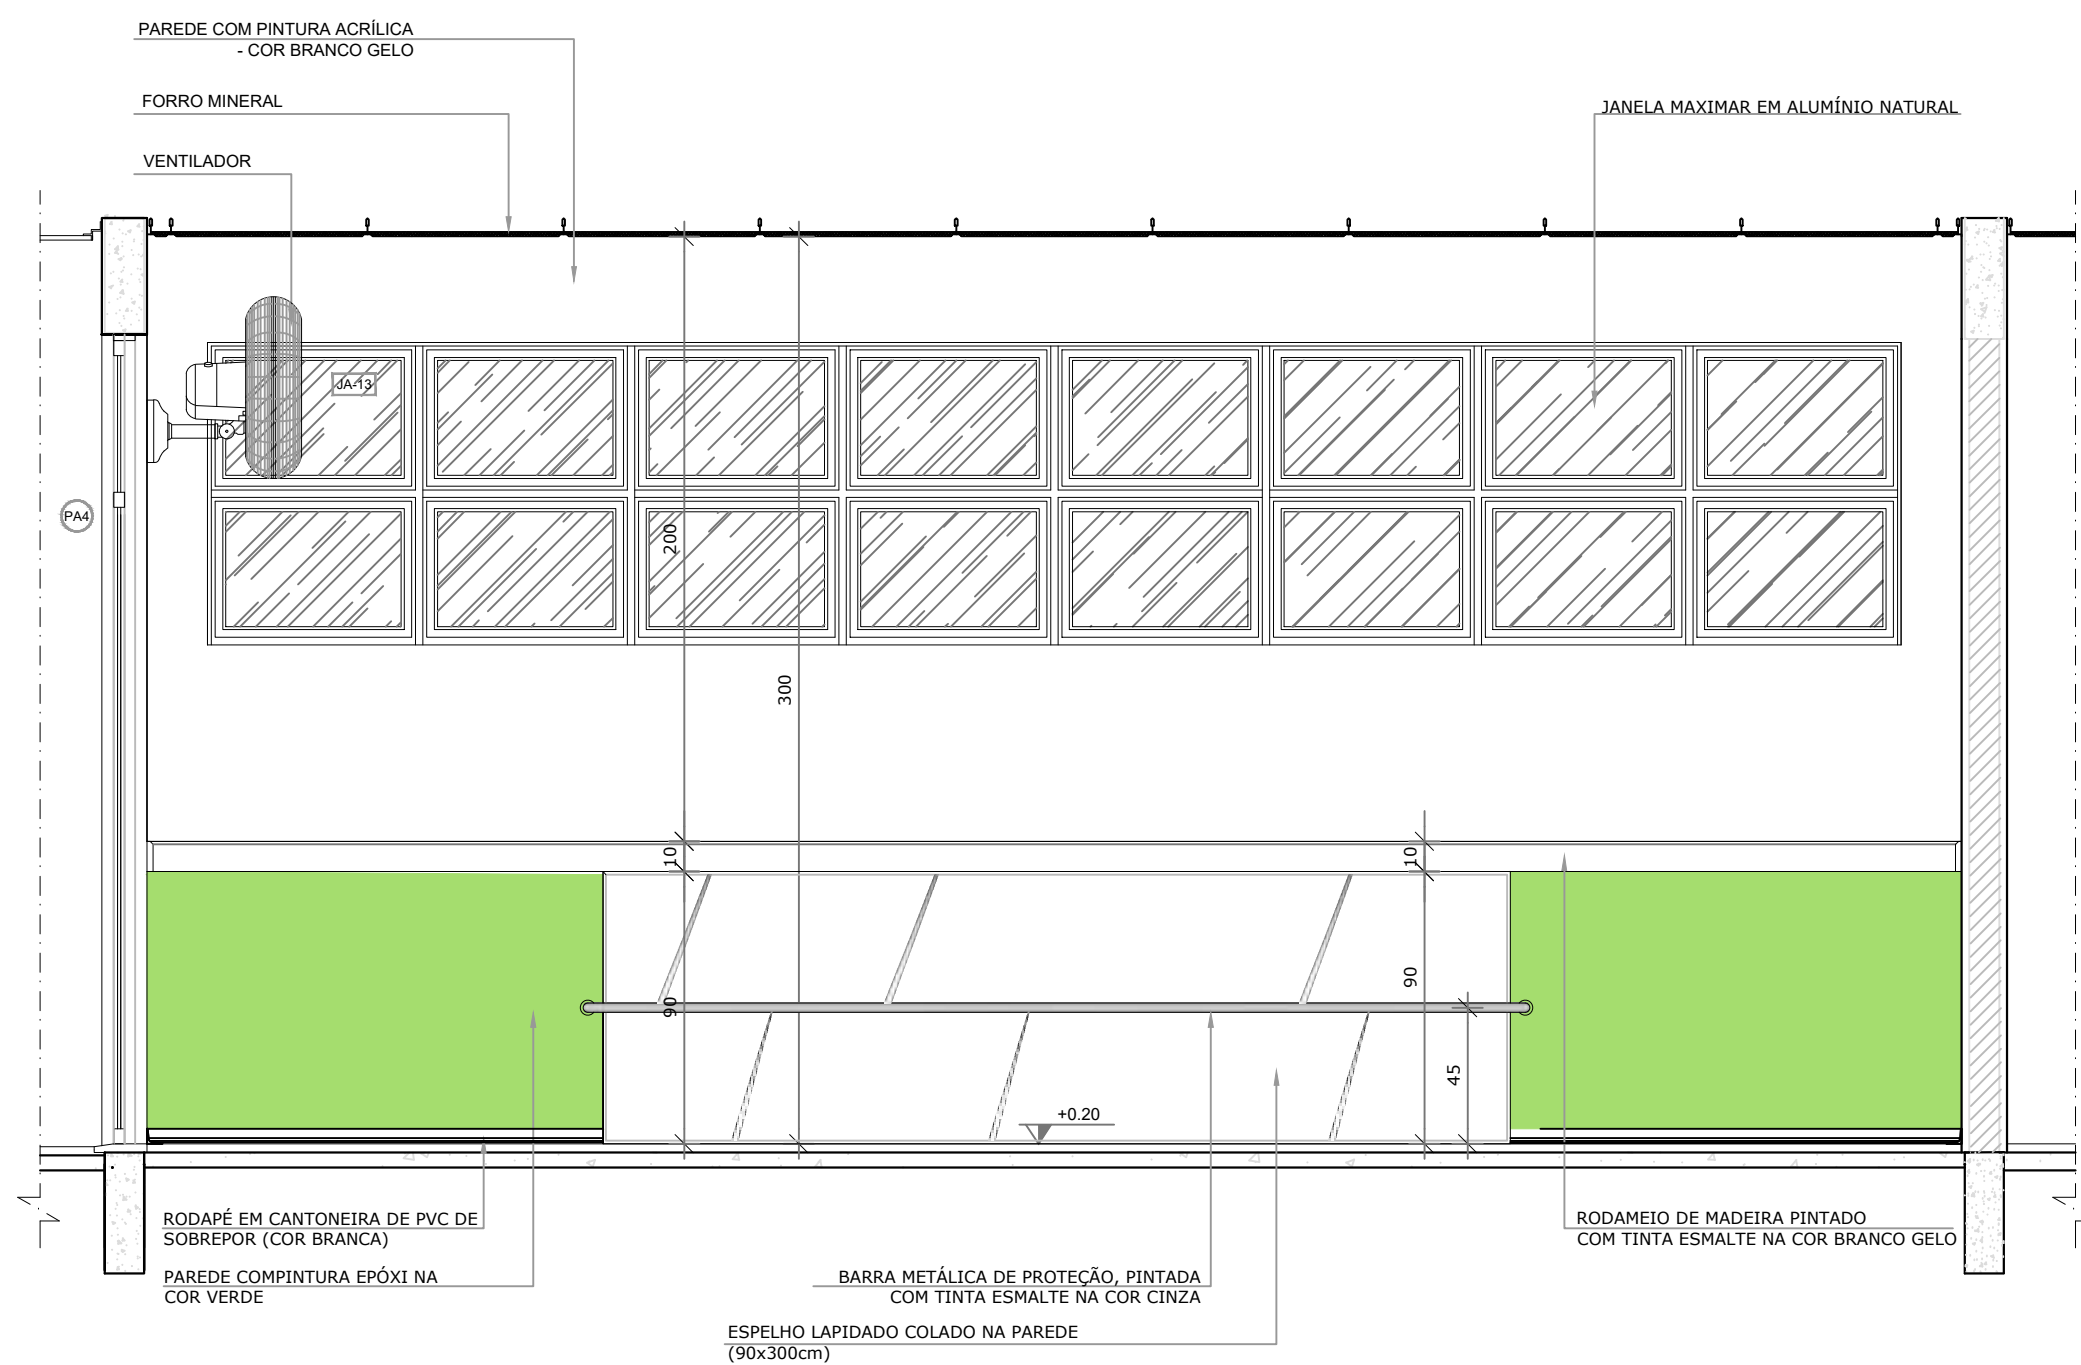 PAREDE COM PINTURA ACRÍLICA
- COR BRANCO GELO
FORRO MINERAL
JANELA MAXIMAR EM ALUMÍNIO NATURAL
VENTILADOR
JA-13
PA4
200
300
10
10
90
90
45
+0.20
RODAPÉ EM CANTONEIRA DE PVC DE
SOBREPOR (COR BRANCA)
RODAMEIO DE MADEIRA PINTADO
COM TINTA ESMALTE NA COR BRANCO GELO
PAREDE COMPINTURA EPÓXI NA
COR VERDE
BARRA METÁLICA DE PROTEÇÃO, PINTADA
COM TINTA ESMALTE NA COR CINZA
ESPELHO LAPIDADO COLADO NA PAREDE
(90x300cm)